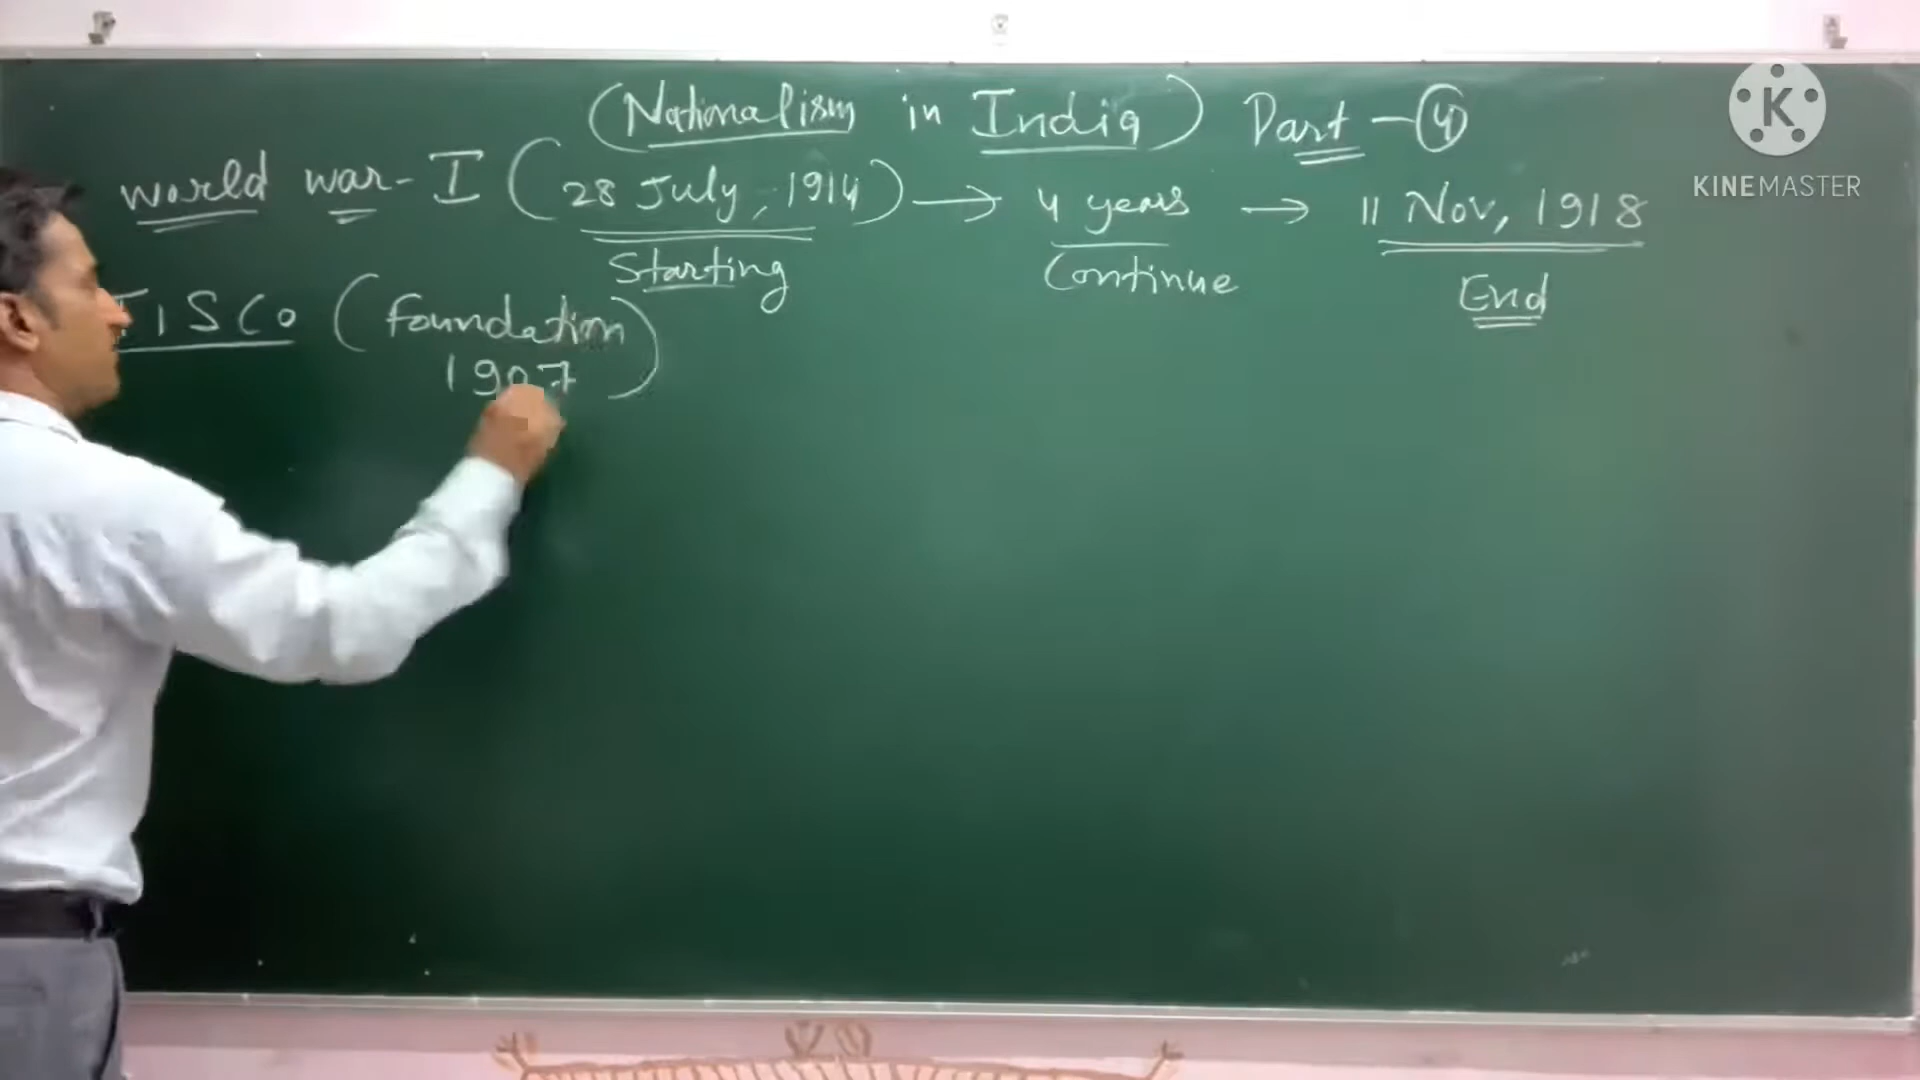 (Nationalism in India) Part - 4
World war - I (28 July, 1914) → 4 years → 11 Nov, 1918
Starting Continue End
TISCO (foundation
1907)
K
KINEMASTER